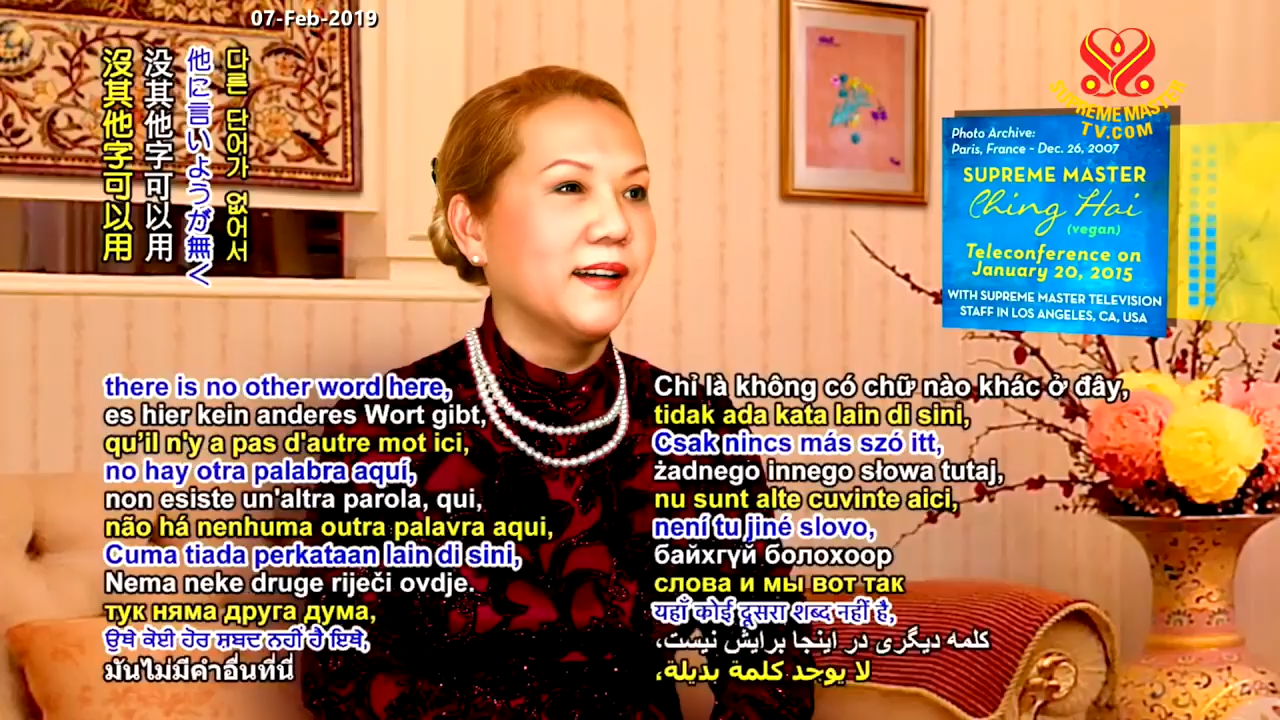 07-Feb-2019
다른 단어가 없어서
他に言いようが無く
没其他字可以用
沒其他字可以用
SUPREME MASTER
TV.COM
Photo Archive:
Paris, France - Dec. 26, 2007
SUPREME MASTER
Ching Hai
(vegan)
Teleconference on
January 20, 2015
WITH SUPREME MASTER TELEVISION
STAFF IN LOS ANGELES, CA, USA
there is no other word here,
es hier kein anderes Wort gibt,
qu'il n'y a pas d'autre mot ici,
no hay otra palabra aquí,
non esiste un'altra parola, qui,
não há nenhuma outra palavra aqui,
Cuma tiada perkataan lain di sini,
Nema neke druge riječi ovdje.
тук няма друга дума,
ਉਥੇ ਕੋਈ ਹੋਰ ਸ਼ਬਦ ਨਹੀਂ ਹੈ ਇਥੇ,
มันไม่มีคำอื่นที่นี่
Chỉ là không có chữ nào khác ở đây,
tidak ada kata lain di sini,
Csak nincs más szó itt,
żadnego innego słowa tutaj,
nu sunt alte cuvinte aici,
není tu jiné slovo,
байхгүй болохоор
слова и мы вот так
यहाँ कोई दूसरा शब्द नहीं है,
کلمه دیگری در اینجا برایش نیست،
لا يوجد كلمة بديلة،